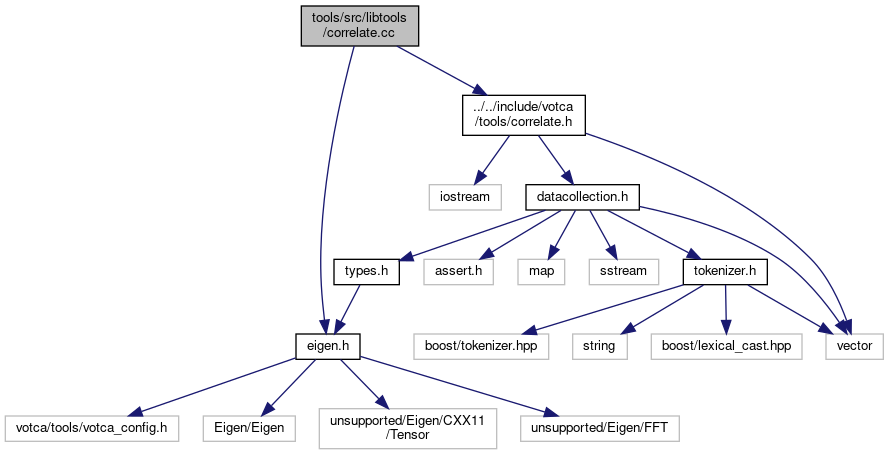 tools/src/libtools
/correlate.cc
../../include/votca
/tools/correlate.h
iostream
datacollection.h
types.h
assert.h
map
sstream
tokenizer.h
eigen.h
boost/tokenizer.hpp
string
boost/lexical_cast.hpp
vector
votca/tools/votca_config.h
Eigen/Eigen
unsupported/Eigen/CXX11
/Tensor
unsupported/Eigen/FFT